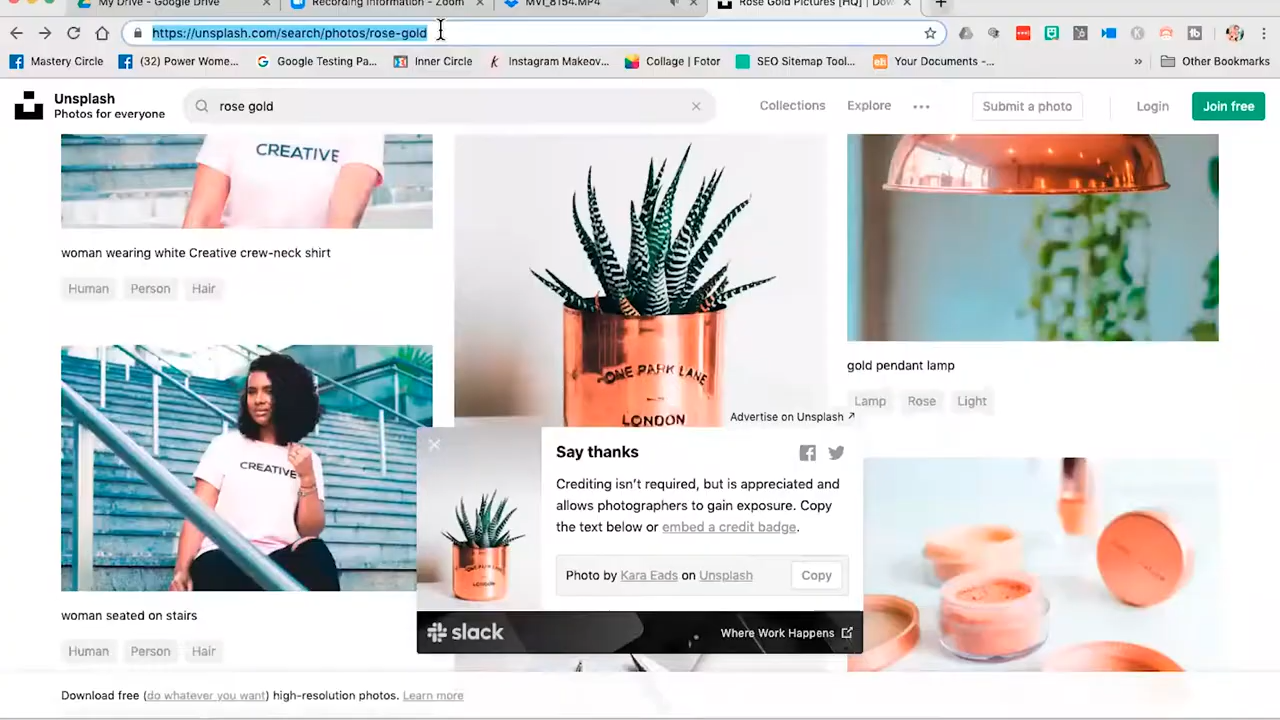 My Drive - Google Drive
Recording Information - Zoom
MVI_8154.MP4
Rose Gold Pictures [HQ] | Dow
https://unsplash.com/search/photos/rose-gold
Mastery Circle
(32) Power Wome...
Google Testing Pa...
Inner Circle
Instagram Makeov...
Collage | Fotor
SEO Sitemap Tool...
Your Documents -...
»
Other Bookmarks
Unsplash
Photos for everyone
rose gold
Collections
Explore
Submit a photo
Login
Join free
CREATIVE
woman wearing white Creative crew-neck shirt
Human
Person
Hair
ONE PARK LANE
LONDON
gold pendant lamp
Lamp
Rose
Light
Advertise on Unsplash
CREATIVE
Say thanks
Crediting isn't required, but is appreciated and
allows photographers to gain exposure. Copy
the text below or embed a credit badge.
LONDON
Photo by Kara Eads on Unsplash
Copy
woman seated on stairs
slack
Where Work Happens
Human
Person
Hair
Download free (do whatever you want) high-resolution photos. Learn more